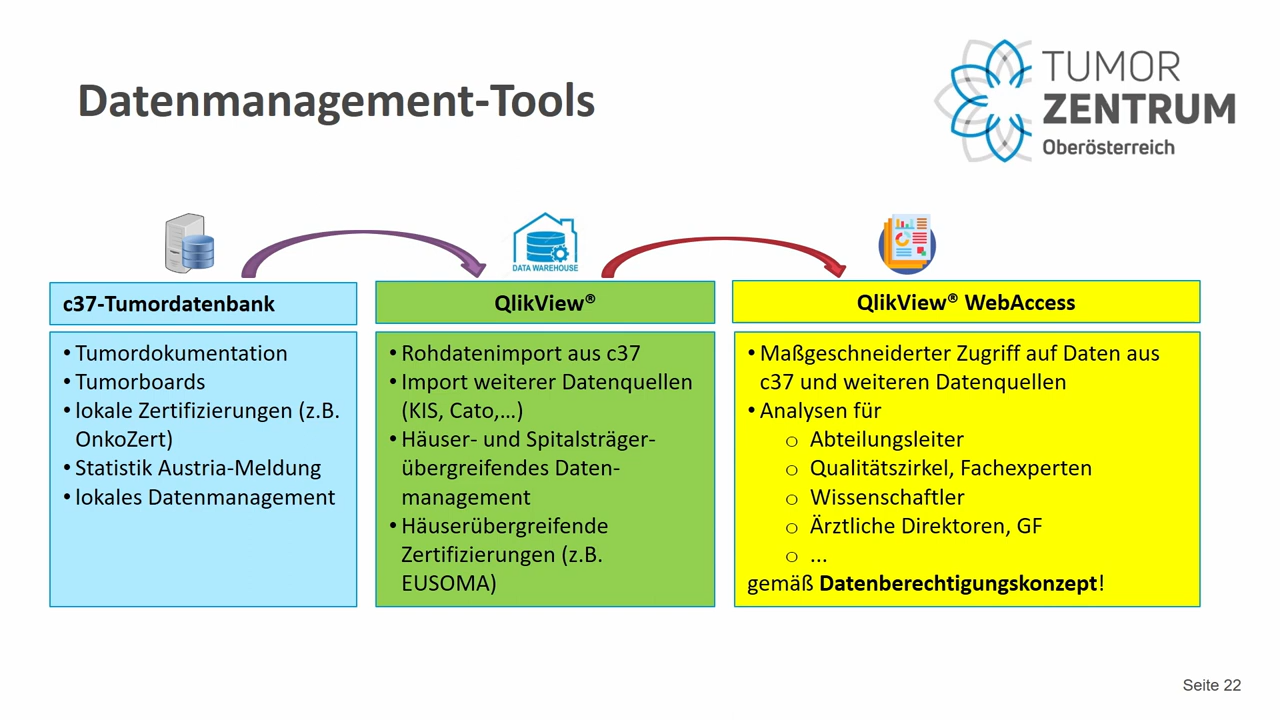 Datenmanagement-Tools
TUMOR
ZENTRUM
Oberösterreich
DATA WAREHOUSE
c37-Tumordatenbank
• Tumordokumentation
• Tumorboards
• lokale Zertifizierungen (z.B.
OnkoZert)
• Statistik Austria-Meldung
• lokales Datenmanagement
QlikView®
• Rohdatenimport aus c37
• Import weiterer Datenquellen
(KIS, Cato,…)
• Häuser- und Spitalsträger-
übergreifendes Daten-
management
• Häuserübergreifende
Zertifizierungen (z.B.
EUSOMA)
QlikView® WebAccess
• Maßgeschneiderter Zugriff auf Daten aus
c37 und weiteren Datenquellen
• Analysen für
o Abteilungsleiter
o Qualitätszirkel, Fachexperten
o Wissenschaftler
o Ärztliche Direktoren, GF
o ...
gemäß Datenberechtigungskonzept!
Seite 22